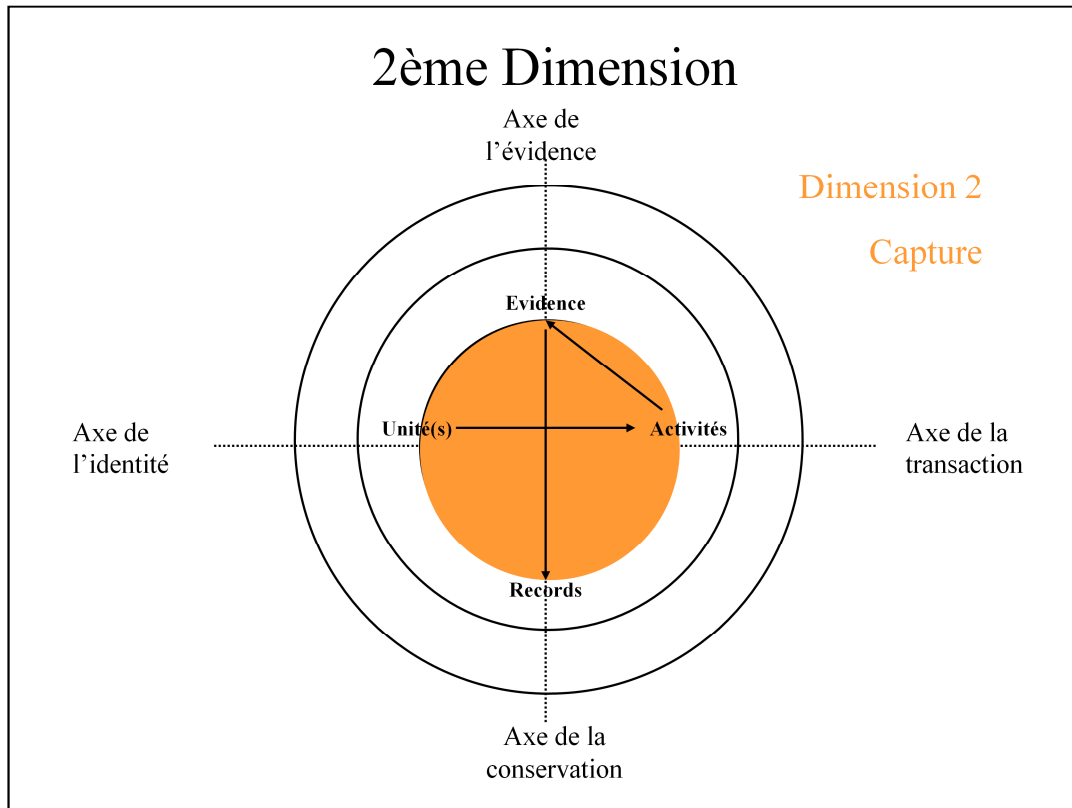 2ème Dimension
Axe de
l’évidence
Dimension 2
Capture
Evidence
Axe de
l’identité
Unité(s)
Activités
Axe de la
transaction
Records
Axe de la
conservation